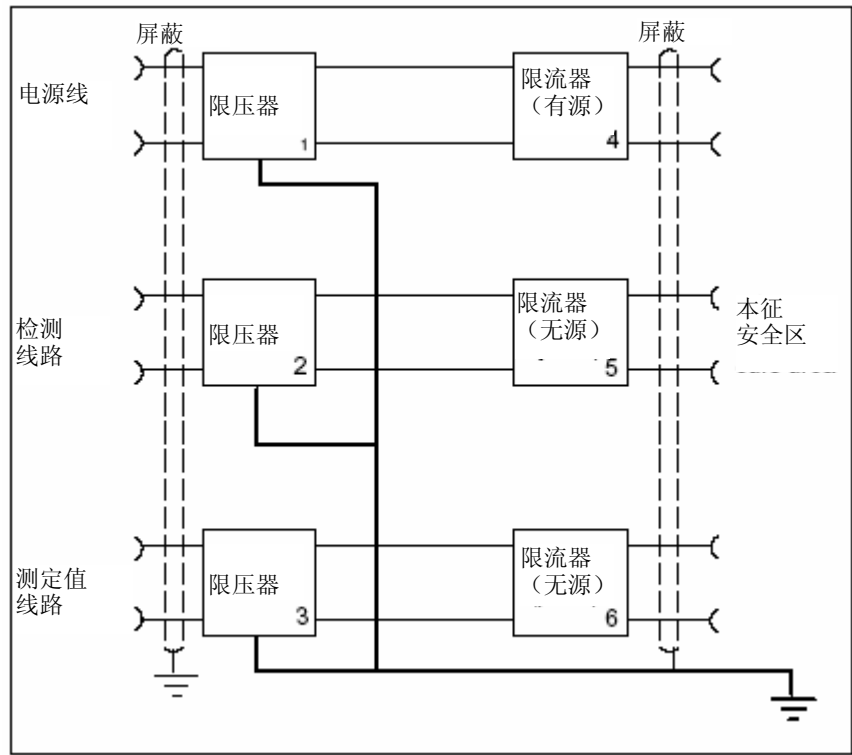 屏蔽
屏蔽
电源线
限压器
1
限流器
（有源）
4
检测
线路
限压器
2
限流器
（无源）
5
本征
安全区
测定值
线路
限压器
3
限流器
（无源）
6